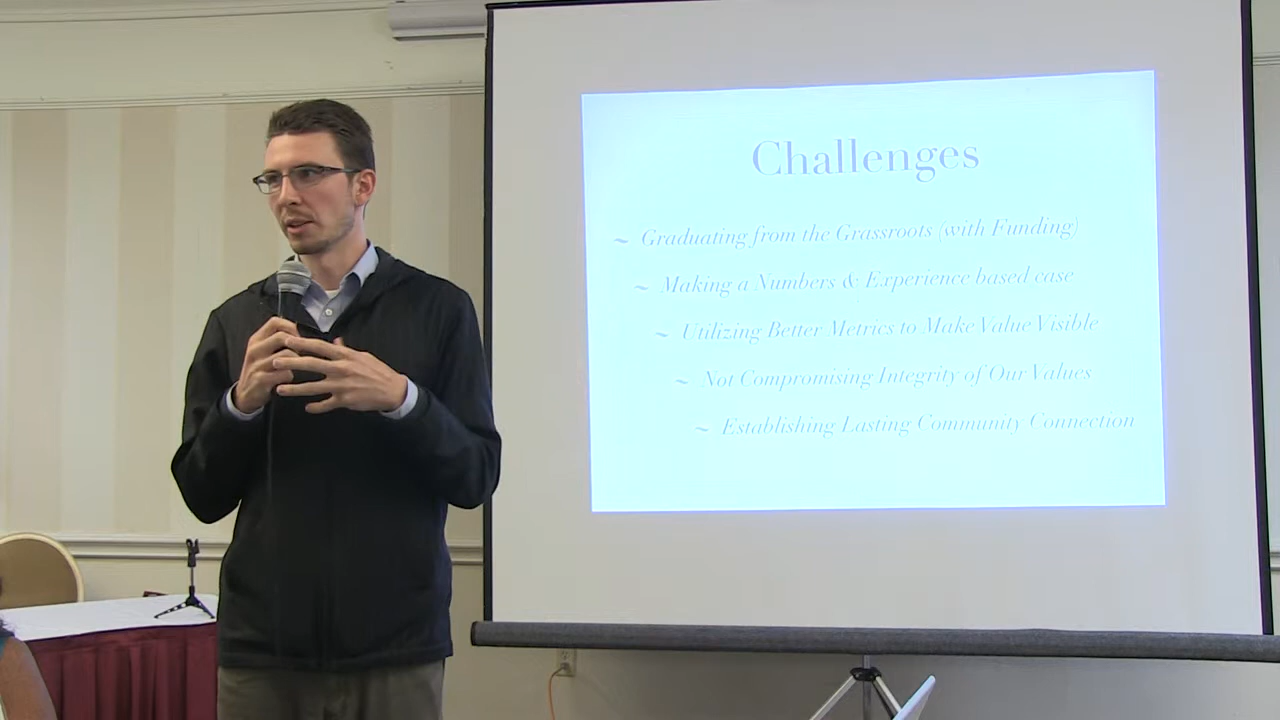 Challenges
~ Graduating from the Grassroots (with Funding)
~ Making a Numbers & Experience based case
~ Utilizing Better Metrics to Make Value Visible
~ Not Compromising Integrity of Our Values
~ Establishing Lasting Community Connection